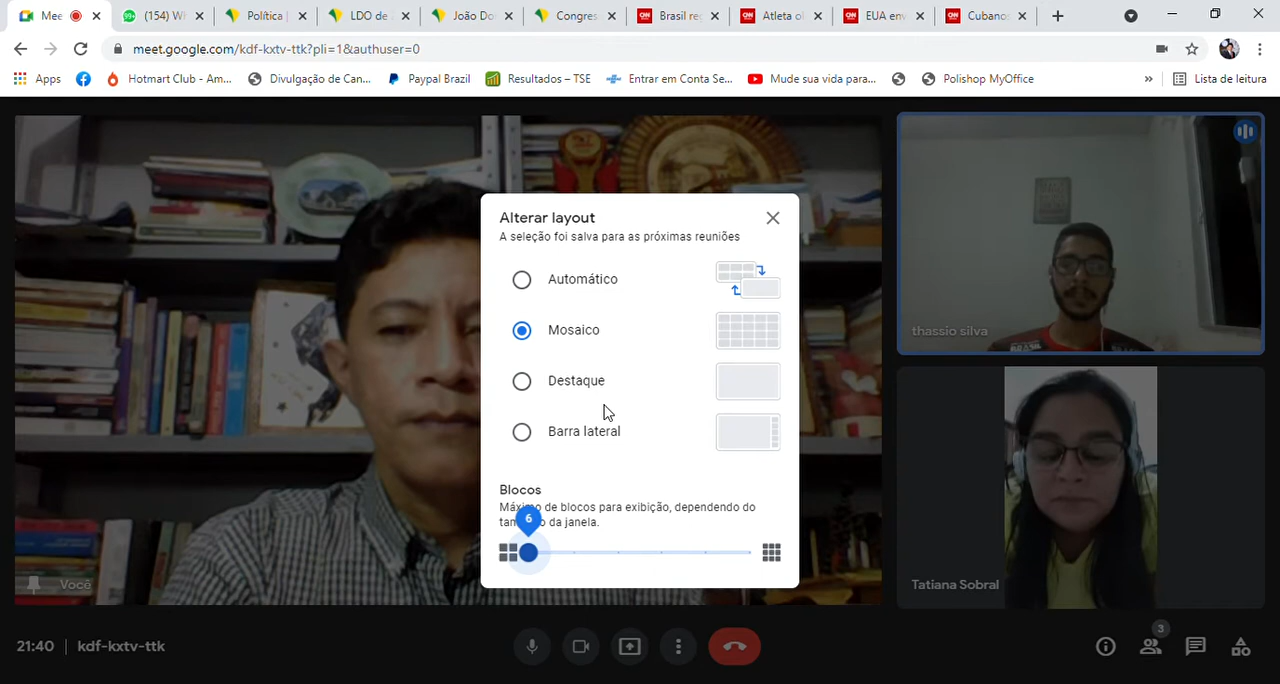 Mee
(154) W
Política
LDO de
João Do
Congres
Brasil re
Atleta o
EUA env
Cubano
meet.google.com/kdf-kxtv-ttk?pli=1&authuser=0
Apps
Hotmart Club - Am...
Divulgação de Can...
Paypal Brazil
Resultados – TSE
Entrar em Conta Se...
Mude sua vida para...
Polishop MyOffice
»
Lista de leitura
Alterar layout
A seleção foi salva para as próximas reuniões
Automático
Mosaico
Destaque
Barra lateral
Blocos
Máximo de blocos para exibição, dependendo do
da janela.
6
Você
thassio silva
Tatiana Sobral
21:40 | kdf-kxtv-ttk
3